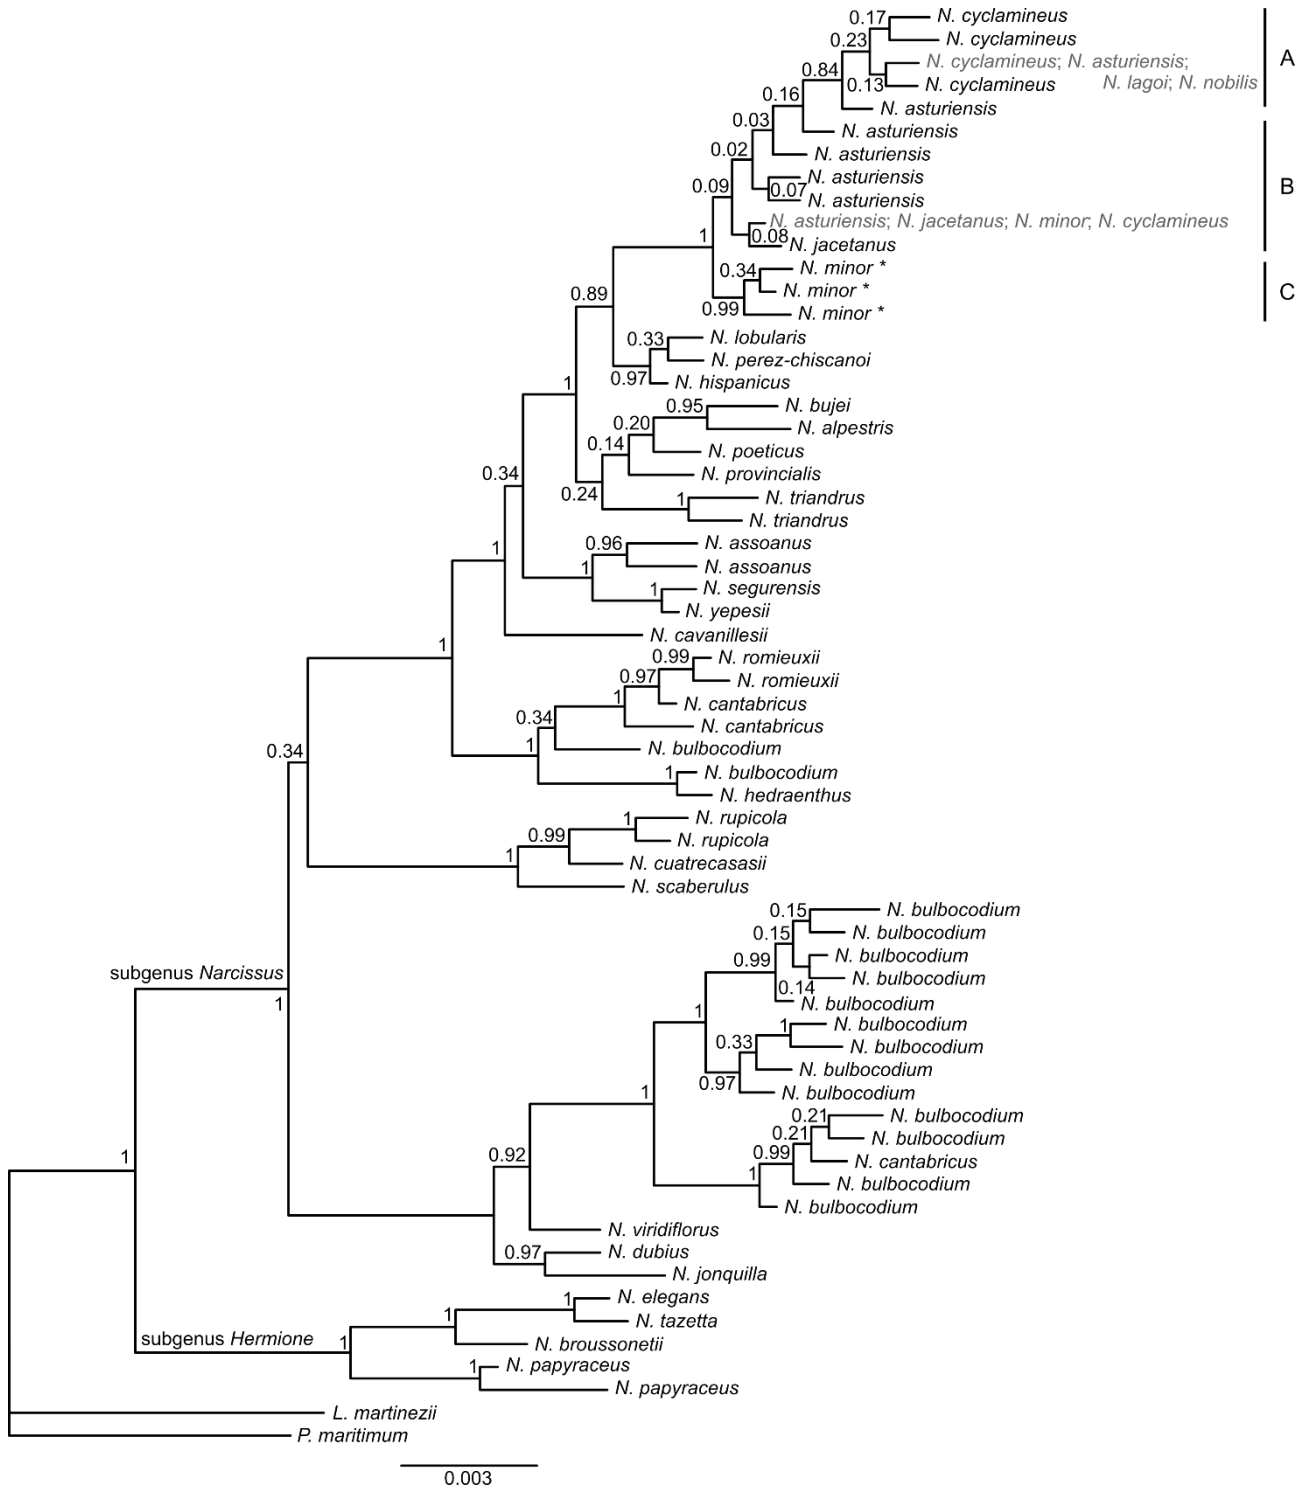 0.17 N. cyclamineus
N. cyclamineus
0.23
N. cyclamineus; N. asturiensis;
A
0.84
0.13 N. cyclamineus N. lagoi; N. nobilis
0.16
N. asturiensis
0.03
N. asturiensis
0.02
N. asturiensis
N. asturiensis
0.09 0.07 B
N. asturiensis
N. asturiensis; N. jacetanus; N. minor; N. cyclamineus
1 0.08
N. jacetanus
0.34 N. minor *
N. minor * C
0.89
0.99 N. minor *
0.33 N. lobularis
N. perez-chiscanoi
0.97 N. hispanicus
1
0.95 N. bujei
0.20 N. alpestris
0.14 N. poeticus
N. provincialis
0.34
0.24 1 N. triandrus
N. triandrus
0.96 N. assoanus
1
1 N. assoanus
1 N. segurensis
N. yepesii
N. cavanillesii
1
0.99 N. romieuxii
0.97 N. romieuxii
1 N. cantabricus
0.34 N. cantabricus
1 N. bulbocodium
0.34
1 N. bulbocodium
N. hedraenthus
1 N. rupicola
0.99 N. rupicola
1 N. cuatrecasasii
N. scaberulus
0.15 N. bulbocodium
0.15 N. bulbocodium
0.99 N. bulbocodium
subgenus Narcissus
N. bulbocodium
0.14
1 1 N. bulbocodium
1 N. bulbocodium
0.33 N. bulbocodium
0.97 N. bulbocodium
1 N. bulbocodium
0.21 N. bulbocodium
0.21 N. bulbocodium
0.92 0.99 N. cantabricus
1 1 N. bulbocodium
N. bulbocodium
N. viridiflorus
0.97 N. dubius
N. jonquilla
1 N. elegans
1 N. tazetta
subgenus Hermione 1 N. broussonetii
1 N. papyraceus
N. papyraceus
L. martinezii
P. maritimum
0.003